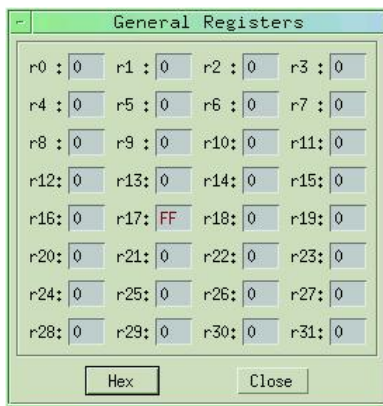 General Registers
r0 : 0 r1 : 0 r2 : 0 r3 : 0
r4 : 0 r5 : 0 r6 : 0 r7 : 0
r8 : 0 r9 : 0 r10: 0 r11: 0
r12: 0 r13: 0 r14: 0 r15: 0
r16: 0 r17: FF r18: 0 r19: 0
r20: 0 r21: 0 r22: 0 r23: 0
r24: 0 r25: 0 r26: 0 r27: 0
r28: 0 r29: 0 r30: 0 r31: 0
Hex Close